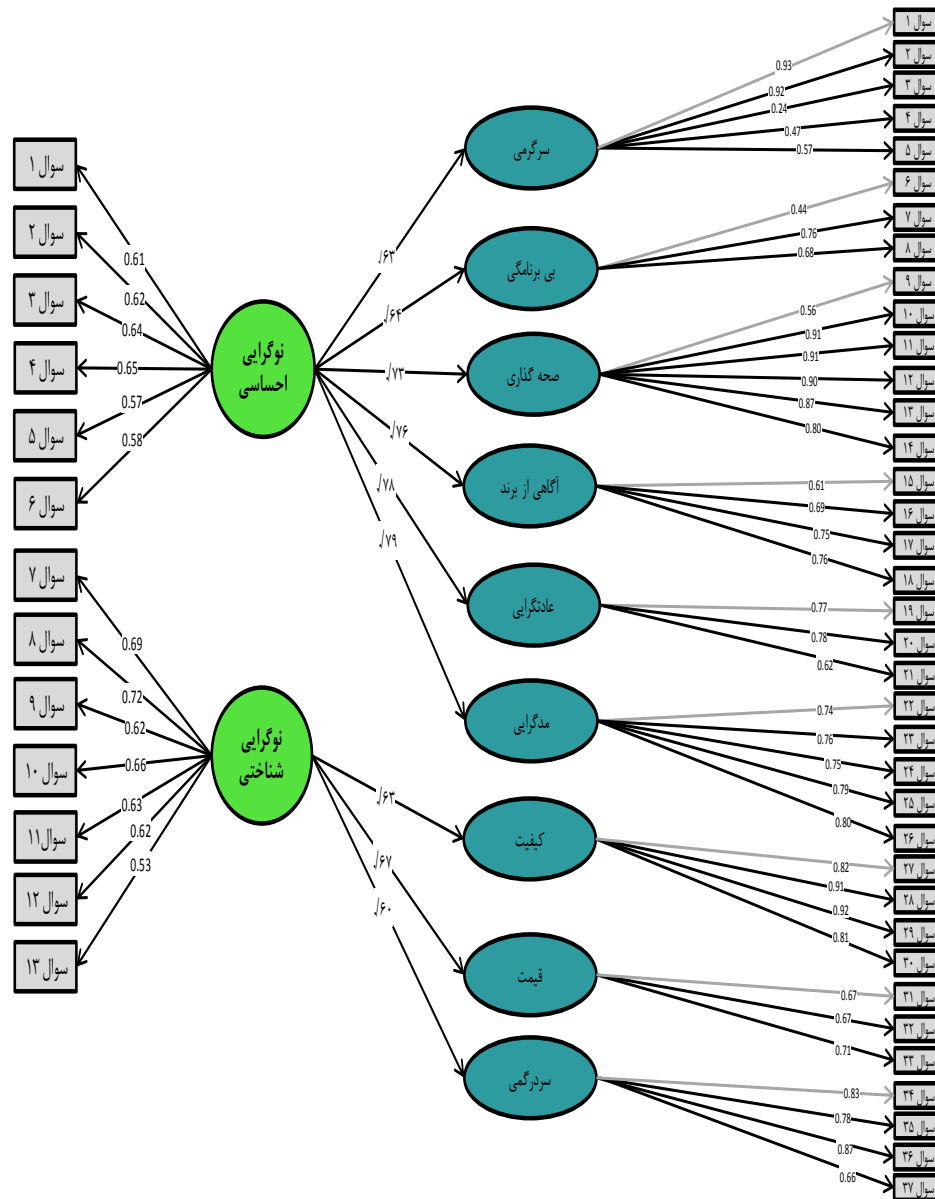 سوال ۱
سوال ۲
سوال ۳
سوال ۴
سوال ۵
سوال ۶
سوال ۷
سوال ۸
سوال ۹
سوال ۱۰
سوال ۱۱
سوال ۱۲
سوال ۱۳
سوال ۱۴
سوال ۱۵
سوال ۱۶
سوال ۱۷
سوال ۱۸
سوال ۱۹
سوال ۲۰
سوال ۲۱
سوال ۲۲
سوال ۲۳
سوال ۲۴
سوال ۲۵
سوال ۲۶
سوال ۲۷
سوال ۲۸
سوال ۲۹
سوال ۳۰
سوال ۳۱
سوال ۳۲
سوال ۳۳
سوال ۳۴
سوال ۳۵
سوال ۳۶
سوال ۳۷
0.93
0.92
0.24
0.47
0.57
0.44
0.76
0.68
0.56
0.91
0.91
0.90
0.87
0.80
0.61
0.69
0.75
0.76
0.77
0.78
0.62
0.74
0.76
0.75
0.79
0.80
0.82
0.91
0.92
0.81
0.67
0.67
0.71
0.83
0.78
0.87
0.66
سرگرمی
بی برنامگی
صحه گذاری
آگاهی از برند
عادتگرایی
مدگرایی
کیفیت
قیمت
سردرگمی
۰/۶۳
۰/۶۴
۰/۷۳
۰/۷۶
۰/۷۸
۰/۷۹
۰/۶۳
۰/۶۷
۰/۶۰
نوگرایی
احساسی
نوگرایی
شناختی
0.61
0.62
0.64
0.65
0.57
0.58
0.69
0.72
0.62
0.66
0.63
0.62
0.53
سوال ۱
سوال ۲
سوال ۳
سوال ۴
سوال ۵
سوال ۶
سوال ۷
سوال ۸
سوال ۹
سوال ۱۰
سوال۱۱
سوال ۱۲
سوال ۱۳